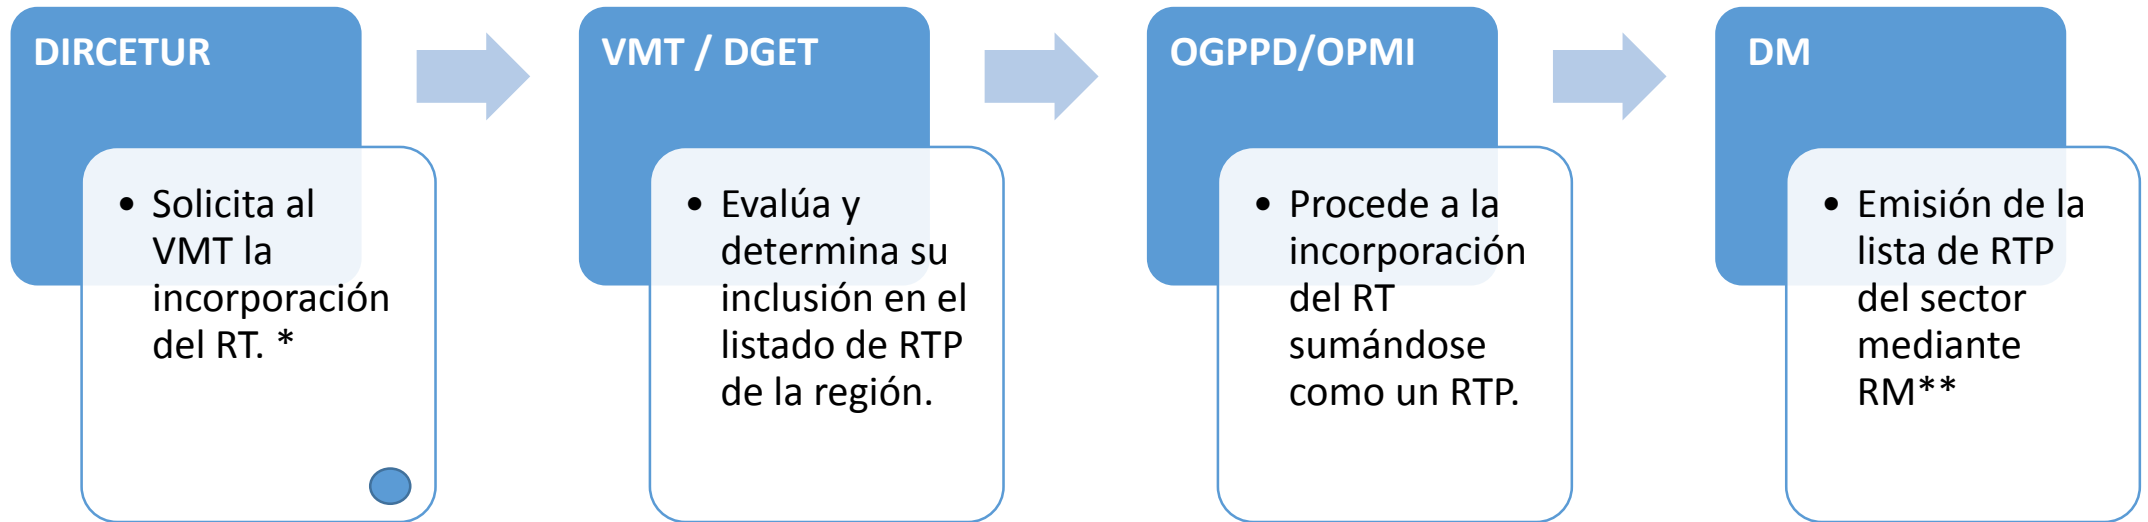 DIRCETUR
• Solicita al
VMT la
incorporación
del RT. *
VMT / DGET
• Evalúa y
determina su
inclusión en el
listado de RTP
de la región.
OGPPD/OPMI
• Procede a la
incorporación
del RT
sumándose
como un RTP.
DM
• Emisión de la
lista de RTP
del sector
mediante
RM**